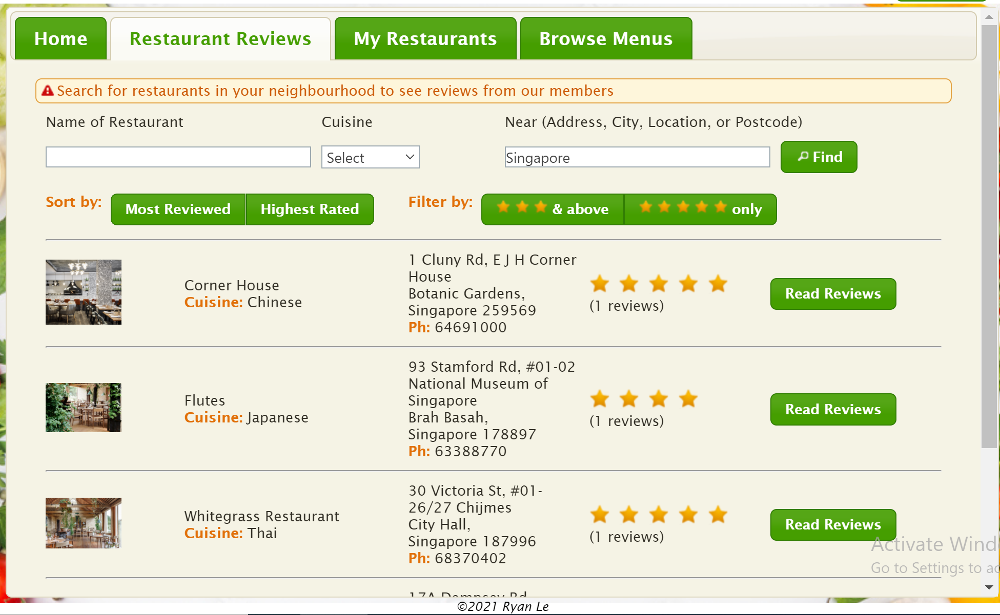 Home
Restaurant Reviews
My Restaurants
Browse Menus
Search for restaurants in your neighbourhood to see reviews from our members
Name of Restaurant
Cuisine
Near (Address, City, Location, or Postcode)
Select
Singapore
Find
Sort by:
Most Reviewed
Highest Rated
Filter by:
& above
only
Corner House
Cuisine: Chinese
1 Cluny Rd, E J H Corner
House
Botanic Gardens,
Singapore 259569
Ph: 64691000
(1 reviews)
Read Reviews
Flutes
Cuisine: Japanese
93 Stamford Rd, #01-02
National Museum of
Singapore
Brah Basah,
Singapore 178897
Ph: 63388770
(1 reviews)
Read Reviews
Whitegrass Restaurant
Cuisine: Thai
30 Victoria St, #01-
26/27 Chijmes
City Hall,
Singapore 187996
Ph: 68370402
(1 reviews)
Read Reviews
Activate Wind
Go to Settings to ac
17A Dempsey Rd
©2021 Ryan Le